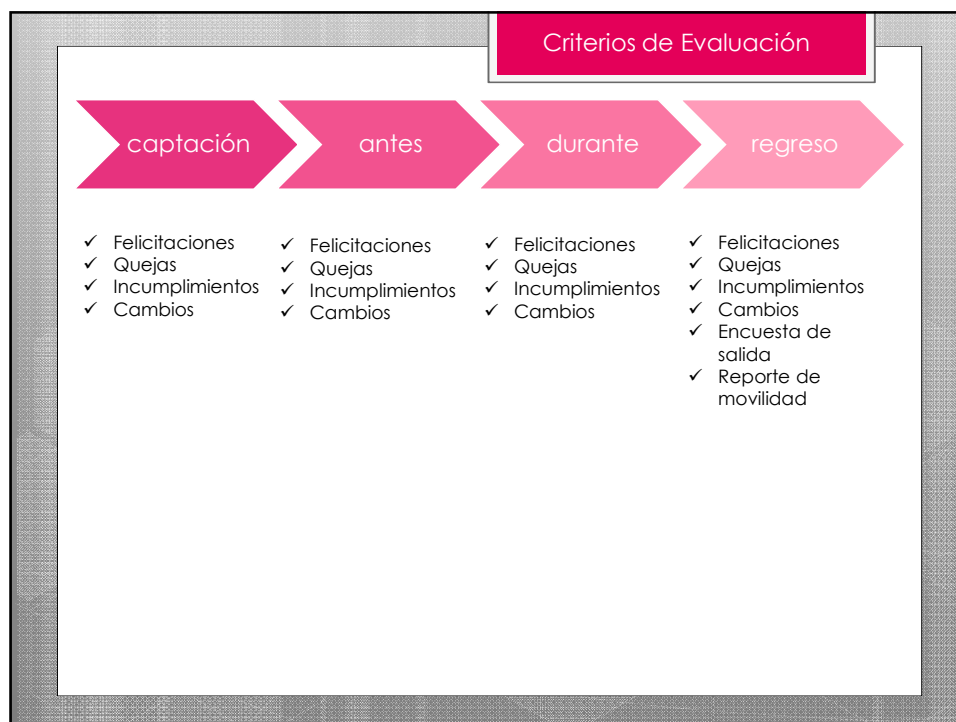 Criterios de Evaluación
captación
antes
durante
regreso
✓ Felicitaciones
✓ Quejas
✓ Incumplimientos
✓ Cambios
✓ Felicitaciones
✓ Quejas
✓ Incumplimientos
✓ Cambios
✓ Felicitaciones
✓ Quejas
✓ Incumplimientos
✓ Cambios
✓ Felicitaciones
✓ Quejas
✓ Incumplimientos
✓ Cambios
✓ Encuesta de
salida
✓ Reporte de
movilidad